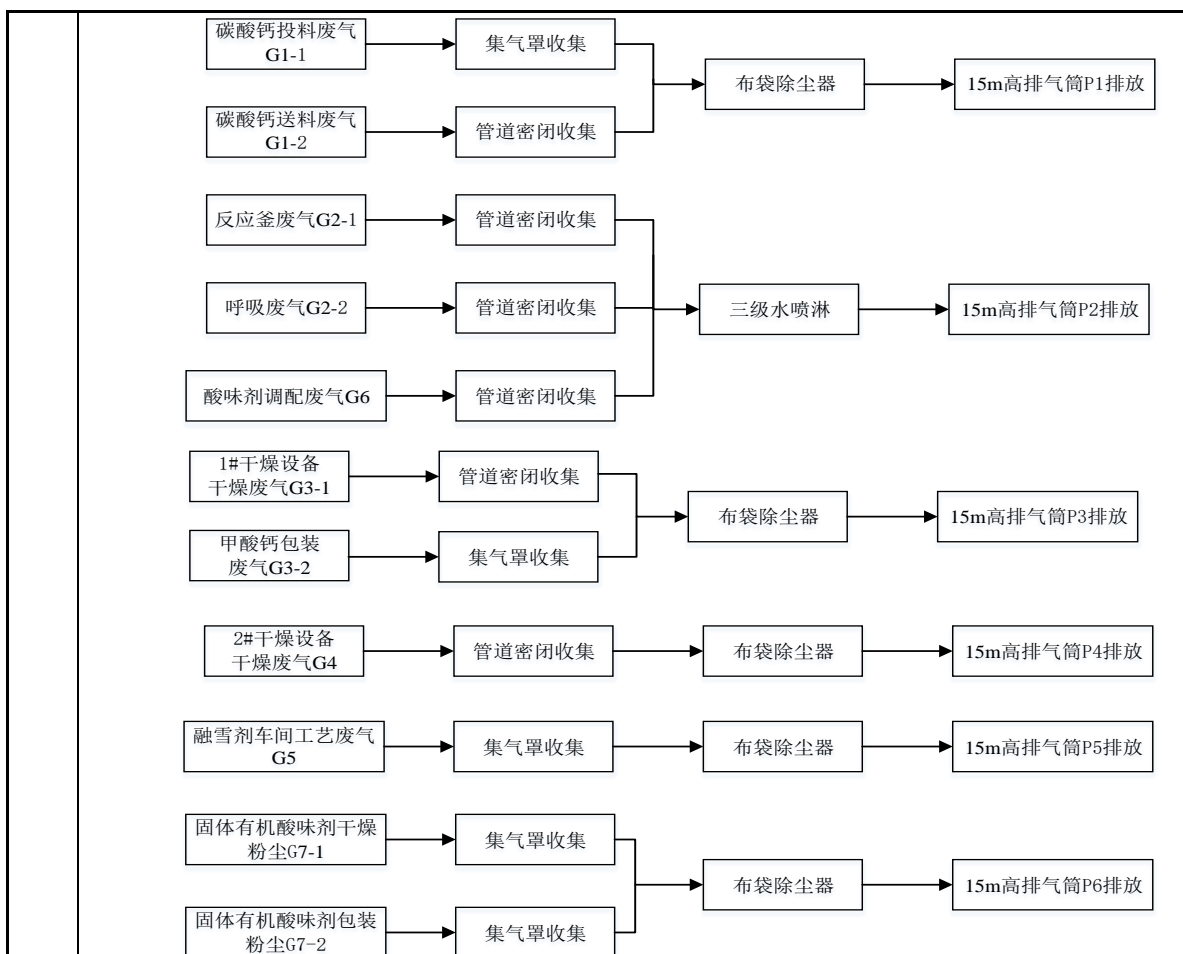 碳酸钙投料废气
G1-1
集气罩收集
布袋除尘器
15m高排气筒P1排放
碳酸钙送料废气
G1-2
管道密闭收集
反应釜废气G2-1
管道密闭收集
呼吸废气G2-2
管道密闭收集
三级水喷淋
15m高排气筒P2排放
酸味剂调配废气G6
管道密闭收集
1#干燥设备
干燥废气G3-1
管道密闭收集
布袋除尘器
15m高排气筒P3排放
甲酸钙包装
废气G3-2
集气罩收集
2#干燥设备
干燥废气G4
管道密闭收集
布袋除尘器
15m高排气筒P4排放
融雪剂车间工艺废气
G5
集气罩收集
布袋除尘器
15m高排气筒P5排放
固体有机酸味剂干燥
粉尘G7-1
集气罩收集
布袋除尘器
15m高排气筒P6排放
固体有机酸味剂包装
粉尘G7-2
集气罩收集